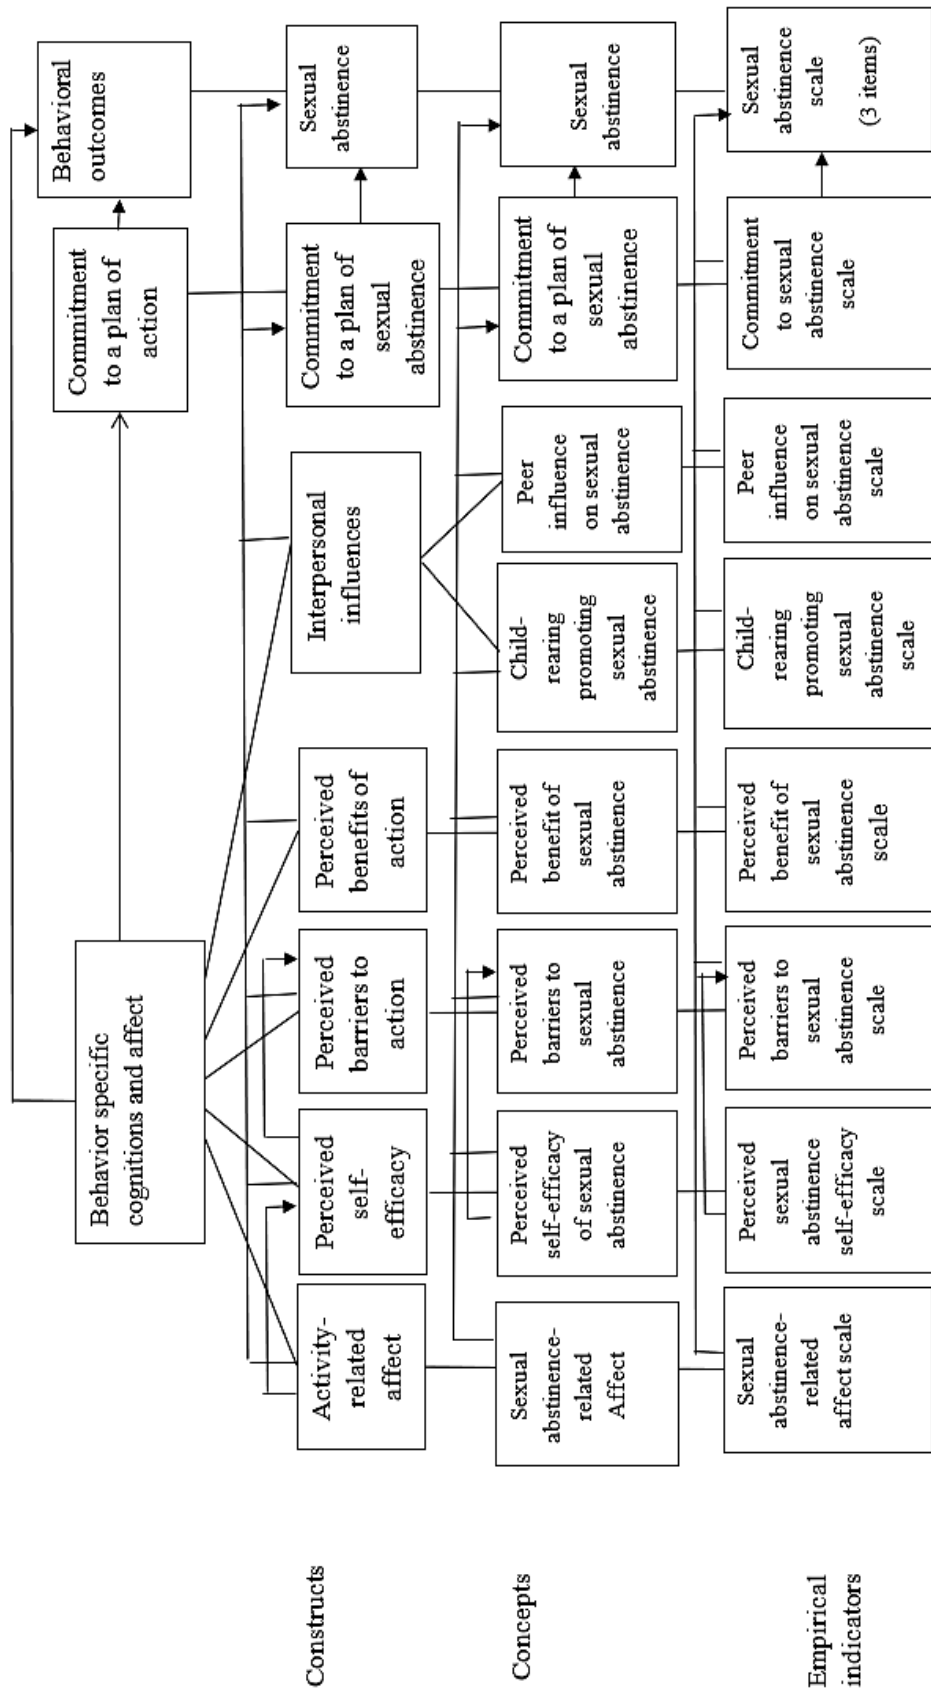 Behavior specific
cognitions and affect
Commitment
to a plan of
action
Behavioral
outcomes
Constructs
Activity-
related
affect
Perceived
self-
efficacy
Perceived
barriers to
action
Perceived
benefits of
action
Interpersonal
influences
Commitment
to a plan of
sexual
abstinence
Sexual
abstinence
Concepts
Sexual
abstinence-
related
Affect
Perceived
self-efficacy
of sexual
abstinence
Perceived
barriers to
sexual
abstinence
Perceived
benefit of
sexual
abstinence
Child-
rearing
promoting
sexual
abstinence
Peer
influence
on sexual
abstinence
Commitment
to a plan of
sexual
abstinence
Sexual
abstinence
Empirical
indicators
Sexual
abstinence-
related
affect scale
Perceived
sexual
abstinence
self-efficacy
scale
Perceived
barriers to
sexual
abstinence
scale
Perceived
benefit of
sexual
abstinence
scale
Child-
rearing
promoting
sexual
abstinence
scale
Peer
influence
on sexual
abstinence
scale
Commitment
to sexual
abstinence
scale
Sexual
abstinence
scale
(3 items)